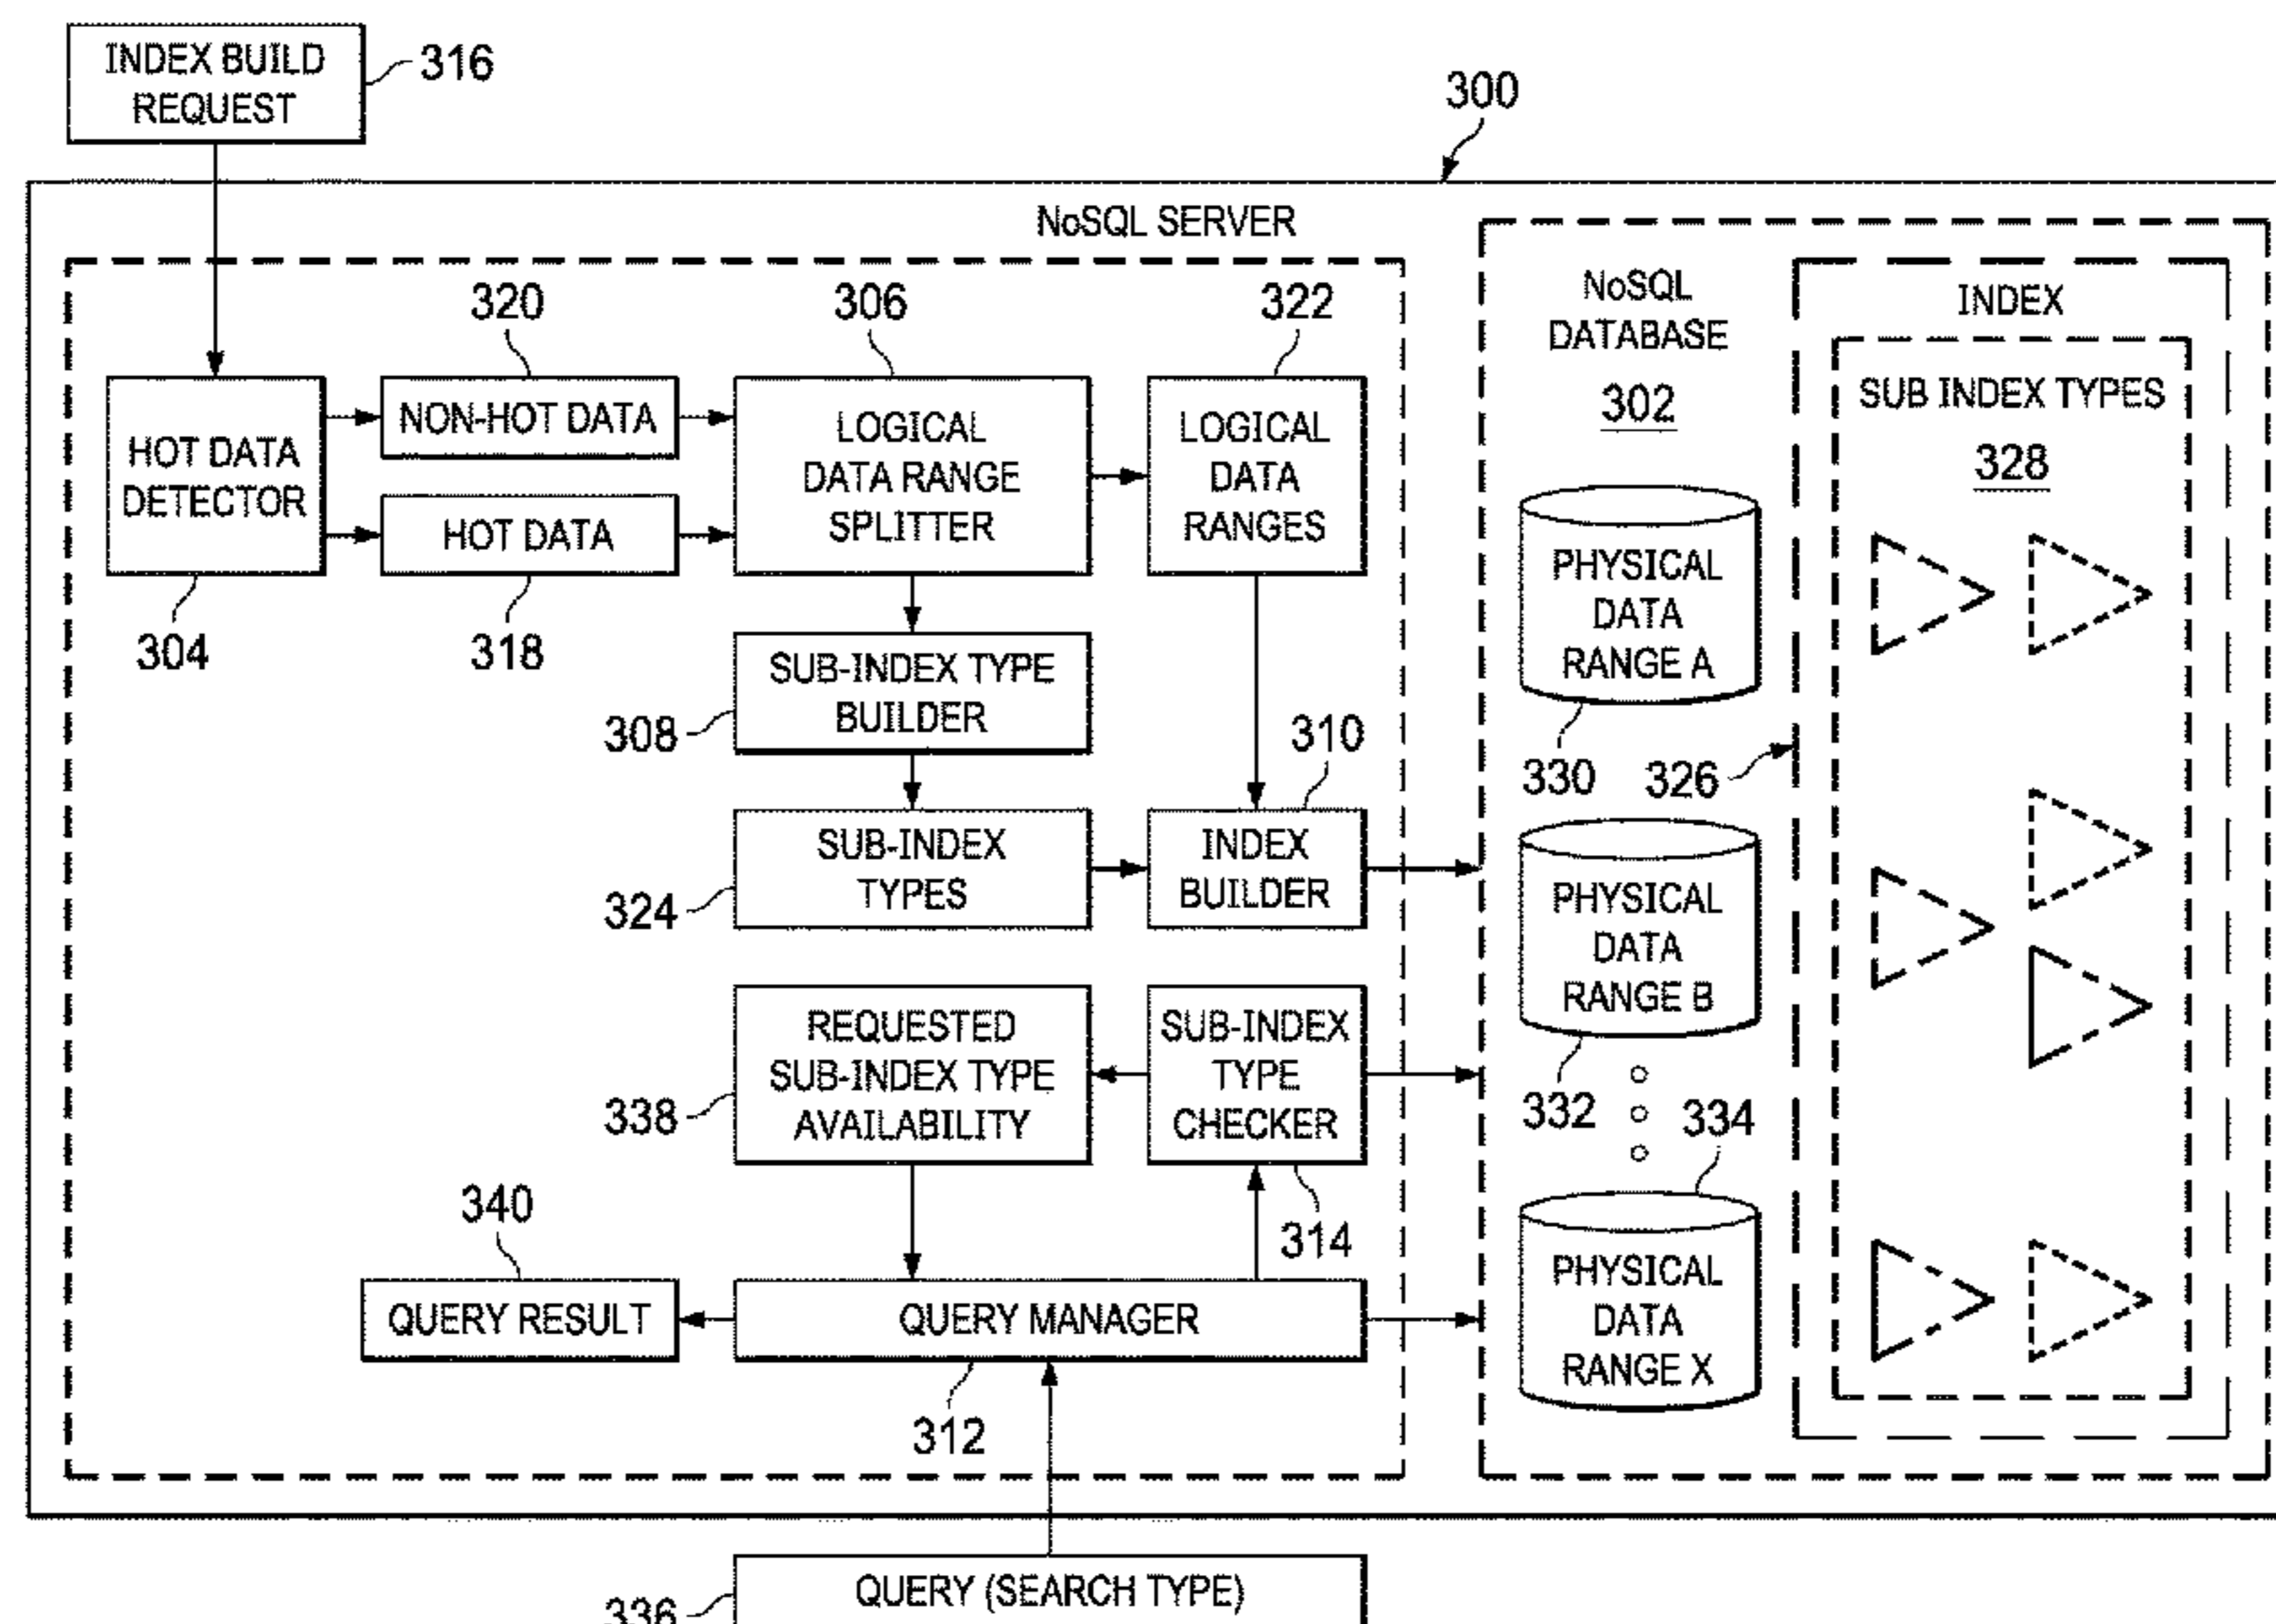 INDEX BUILD
REQUEST
316
300
NoSQL SERVER
320
306
322
HOT DATA
DETECTOR
304
NON-HOT DATA
HOT DATA
318
LOGICAL
DATA RANGE
SPLITTER
LOGICAL
DATA
RANGES
SUB-INDEX TYPE
BUILDER
308
310
SUB-INDEX
TYPES
324
INDEX
BUILDER
REQUESTED
SUB-INDEX TYPE
AVAILABILITY
338
SUB-INDEX
TYPE
CHECKER
314
340
QUERY RESULT
QUERY MANAGER
312
QUERY (SEARCH TYPE)
336
NoSQL
DATABASE
302
PHYSICAL
DATA
RANGE A
330
326
PHYSICAL
DATA
RANGE B
332
334
PHYSICAL
DATA
RANGE X
INDEX
SUB INDEX TYPES
328